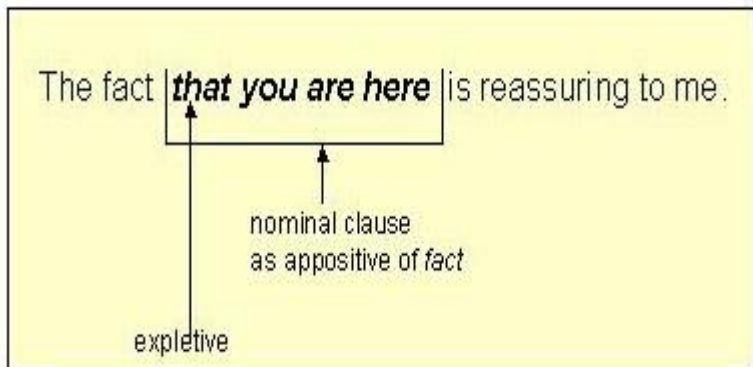 The fact that you are here is reassuring to me.
nominal clause
as appositive of fact
expletive